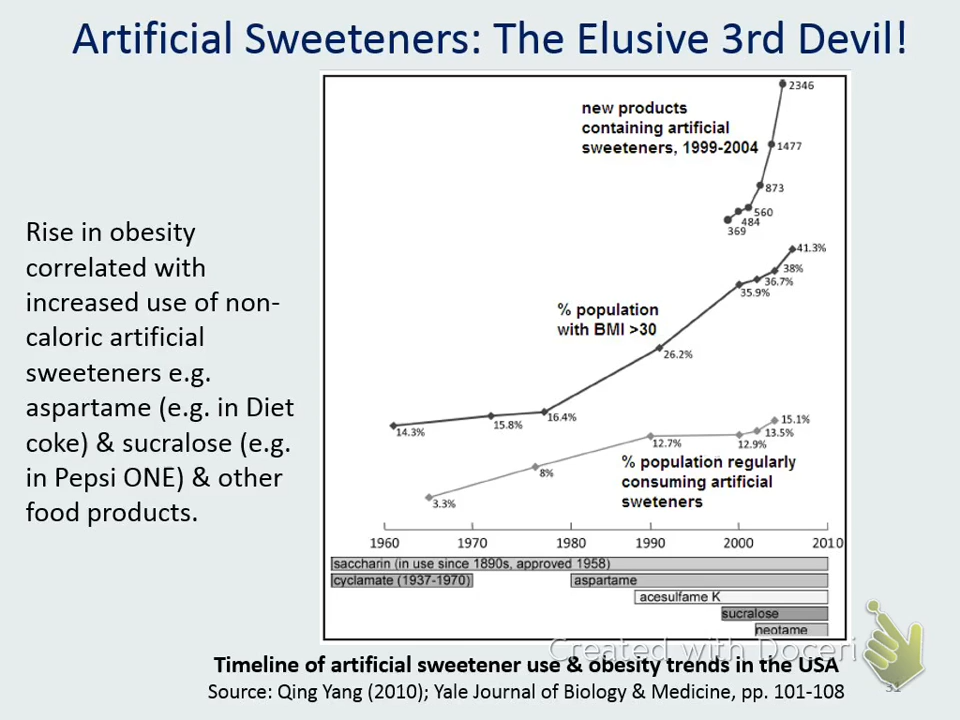 Artificial Sweeteners: The Elusive 3rd Devil!
Rise in obesity
correlated with
increased use of non-
caloric artificial
sweeteners e.g.
aspartame (e.g. in Diet
coke) & sucralose (e.g.
in Pepsi ONE) & other
food products.
new products
containing artificial
sweeteners, 1999-2004
2346
1477
873
560
484
369
% population
with BMI >30
41.3%
38%
36.7%
35.9%
26.2%
16.4%
15.8%
14.3%
15.1%
13.5%
12.9%
12.7%
8%
3.3%
% population regularly
consuming artificial
sweteners
1960 1970 1980 1990 2000 2010
saccharin (in use since 1890s, approved 1958)
cyclamate (1937-1970) aspartame
acesulfame K
sucralose
neotame
Created with Doceri
Timeline of artificial sweetener use & obesity trends in the USA
Source: Qing Yang (2010); Yale Journal of Biology & Medicine, pp. 101-108
31